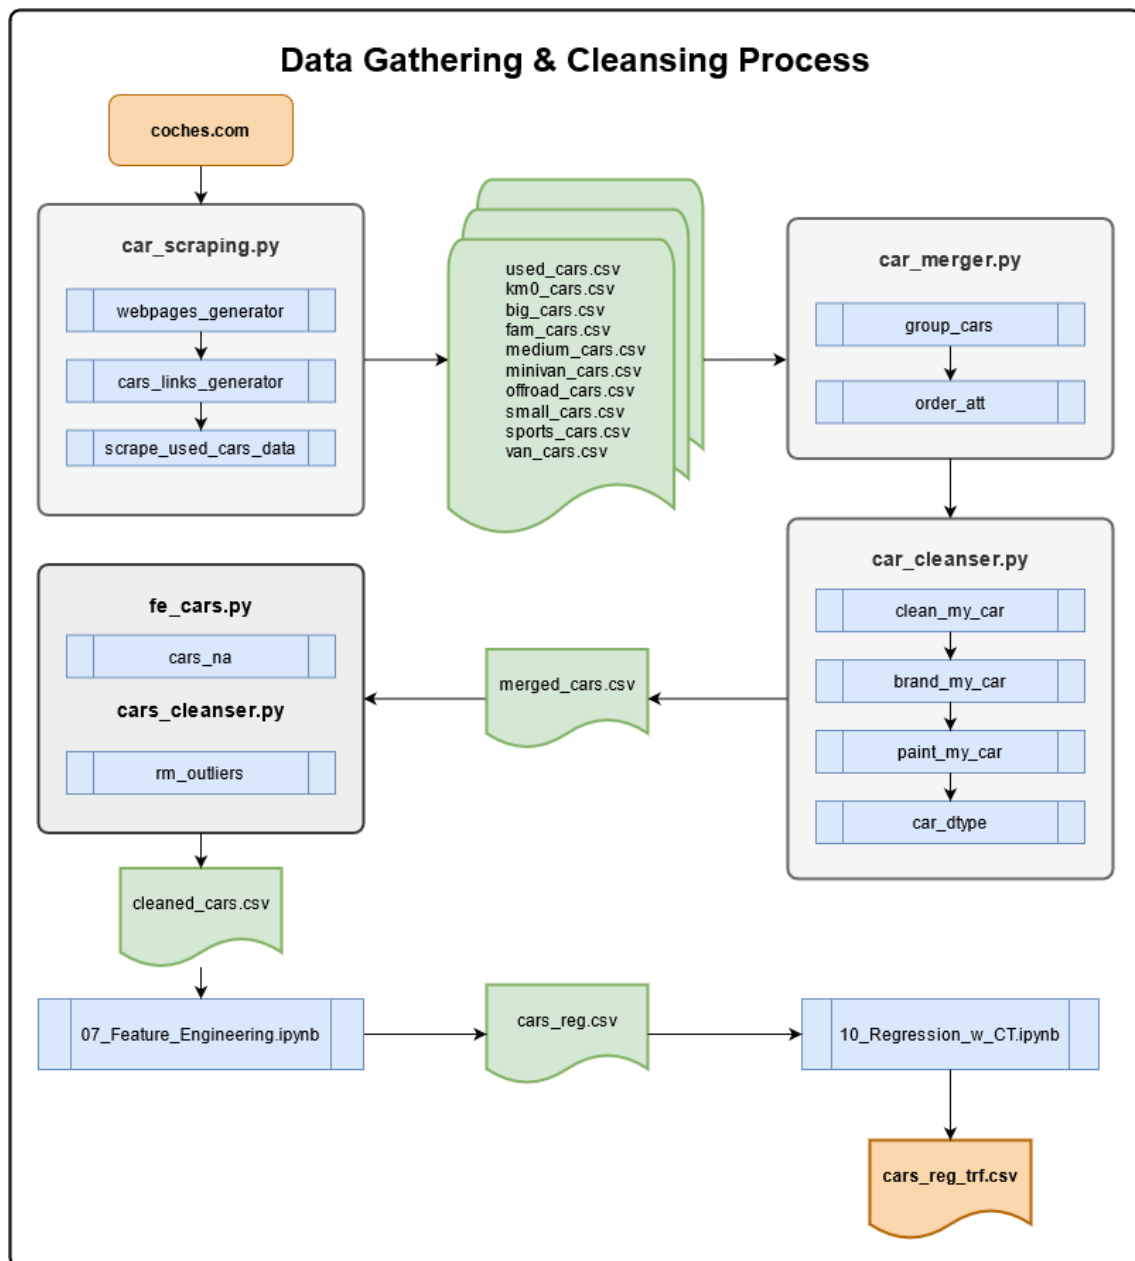 Data Gathering & Cleansing Process
coches.com
car_scraping.py
webpages_generator
cars_links_generator
scrape_used_cars_data
used_cars.csv
km0_cars.csv
big_cars.csv
fam_cars.csv
medium_cars.csv
minivan_cars.csv
offroad_cars.csv
small_cars.csv
sports_cars.csv
van_cars.csv
car_merger.py
group_cars
order_att
car_cleanser.py
clean_my_car
brand_my_car
paint_my_car
car_dtype
merged_cars.csv
fe_cars.py
cars_na
cars_cleanser.py
rm_outliers
cleaned_cars.csv
07_Feature_Engineering.ipynb
cars_reg.csv
10_Regression_w_CT.ipynb
cars_reg_trf.csv